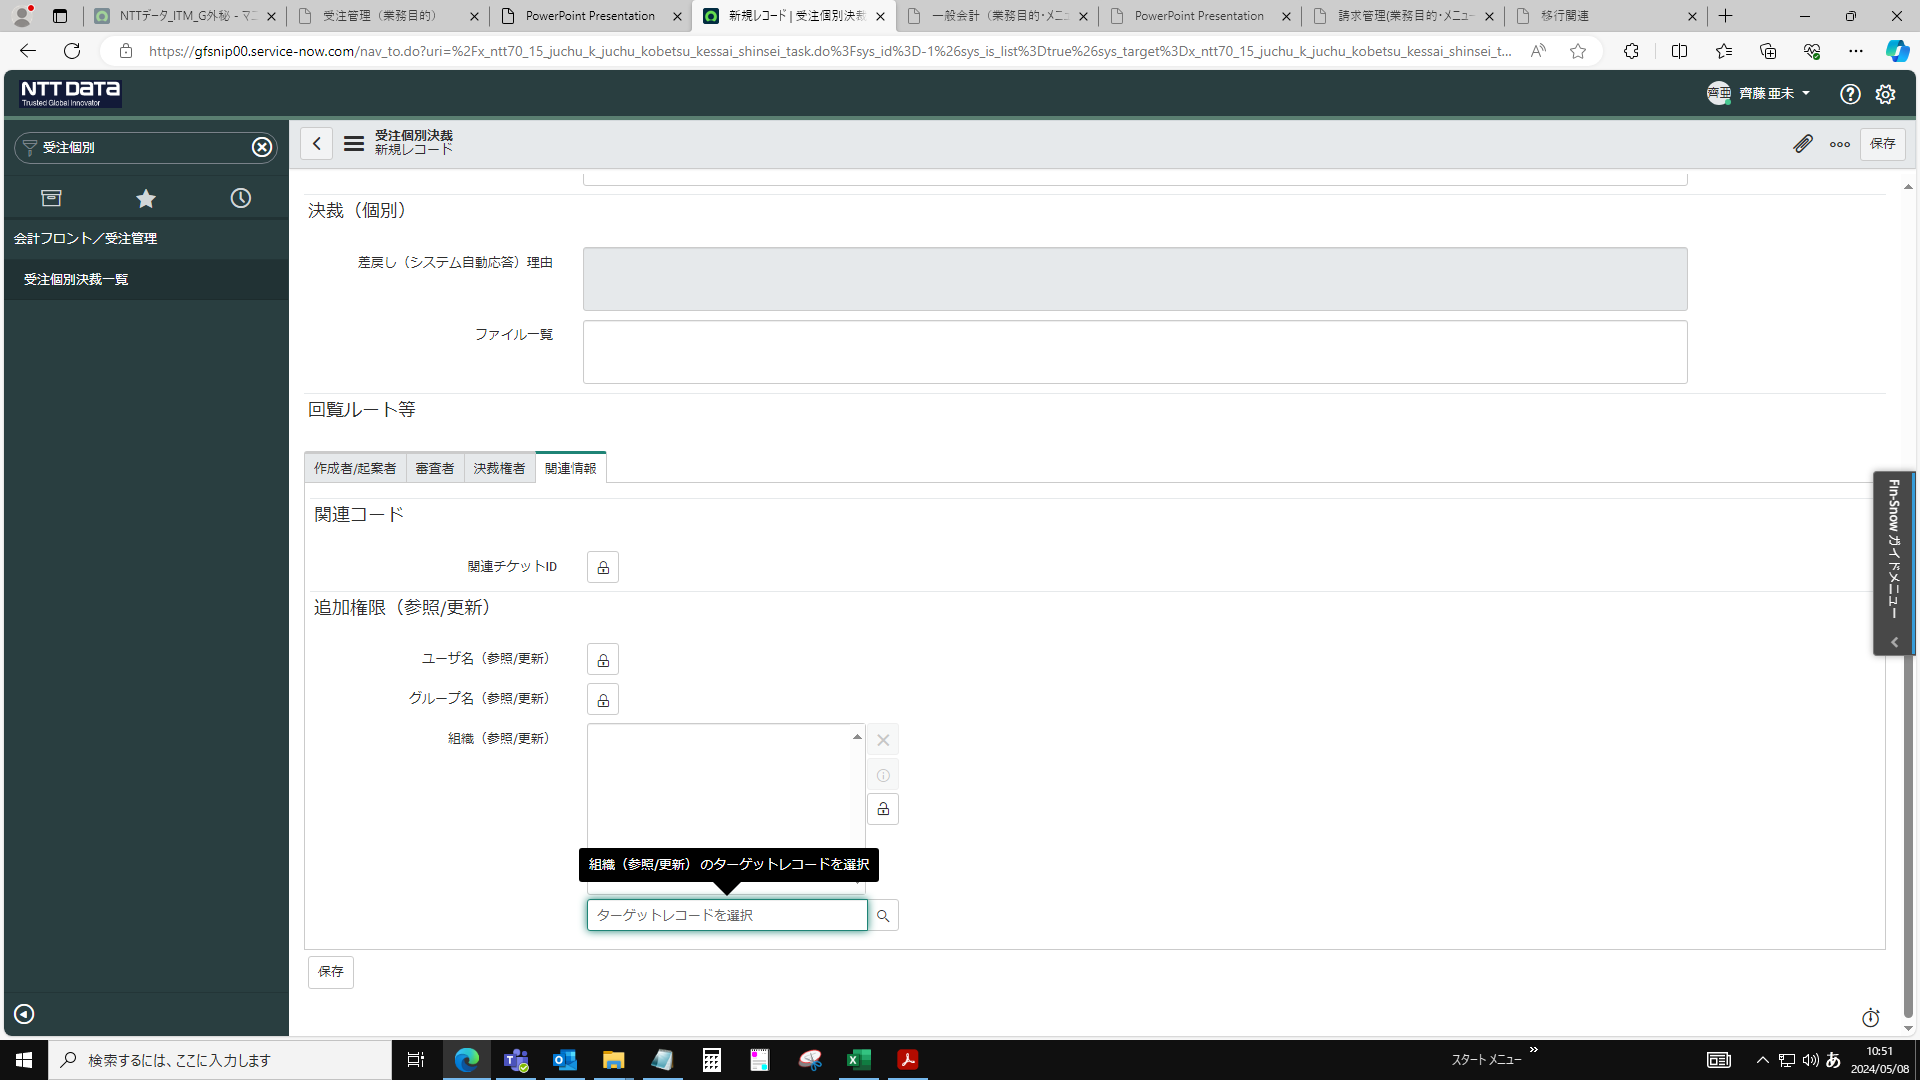 NTTデータ_ITM_G外秘 - マニ
受注管理（業務目的）
PowerPoint Presentation
新規レコード | 受注個別決裁
一般会計（業務目的･メニュ
PowerPoint Presentation
請求管理(業務目的･メニュー
移行関連
https://gfsnip00.service-now.com/nav_to.do?uri=%2Fx_ntt70_15_juchu_k_juchu_kobetsu_kessai_shinsei_task.do%3Fsys_id%3D-1%26sys_is_list%3Dtrue%26sys_target%3Dx_ntt70_15_juchu_k_juchu_kobetsu_kessai_shinsei_t...
NTT DATA
Trusted Global Innovator
齊亜
齊藤 亜未
受注個別
受注個別決裁
新規レコード
保存
会計フロント／受注管理
受注個別決裁一覧
決裁（個別）
差戻し（システム自動応答）理由
ファイル一覧
回覧ルート等
作成者/起案者
審査者
決裁権者
関連情報
関連コード
関連チケットID
追加権限（参照/更新）
ユーザ名（参照/更新）
グループ名（参照/更新）
組織（参照/更新）
組織（参照/更新） のターゲットレコードを選択
ターゲットレコードを選択
保存
Fin-Snow ガイドメニュー
検索するには、ここに入力します
スタート メニュー
あ
10:51
2024/05/08